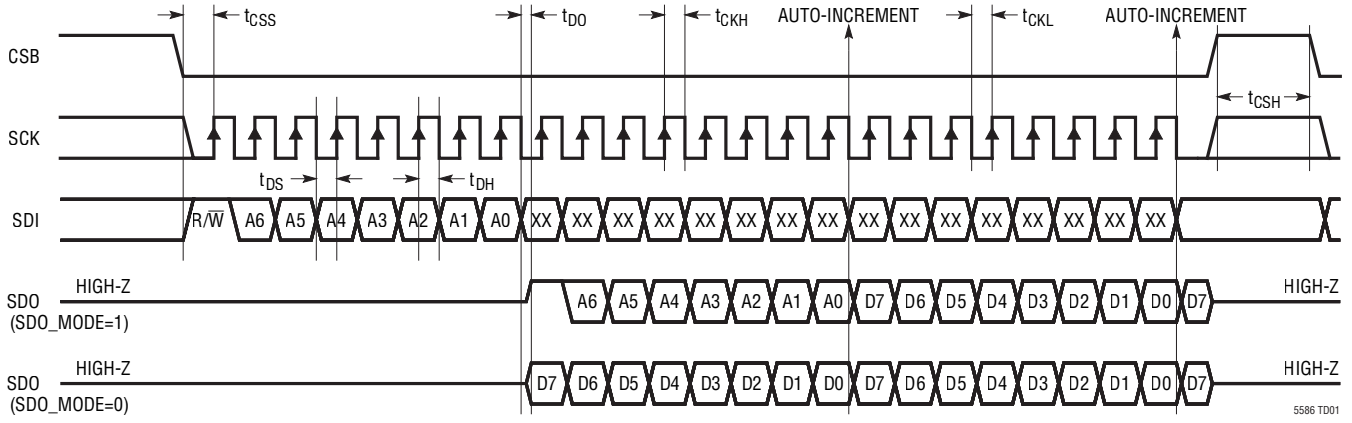 tCSS tDO tCKH AUTO-INCREMENT tCKL AUTO-INCREMENT
CSB
tCSH
SCK
tDS tDH
SDI R/W̅ A6 A5 A4 A3 A2 A1 A0 XX XX XX XX XX XX XX XX XX XX XX XX XX XX XX XX
HIGH-Z HIGH-Z
SDO A6 A5 A4 A3 A2 A1 A0 D7 D6 D5 D4 D3 D2 D1 D0 D7
(SDO_MODE=1)
HIGH-Z HIGH-Z
SDO D7 D6 D5 D4 D3 D2 D1 D0 D7 D6 D5 D4 D3 D2 D1 D0 D7
(SDO_MODE=0)
5586 TD01